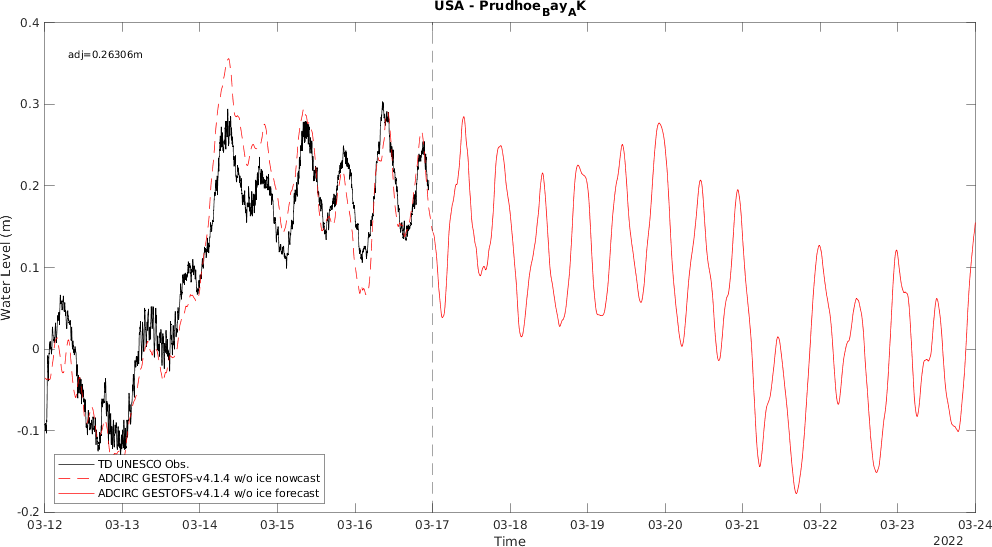 USA - Prudhoe_Bay_AK
0.4
adj=0.26306m
0.3
0.2
0.1
0
-0.1
-0.2
Water Level (m)
TD UNESCO Obs.
ADCIRC GESTOFS-v4.1.4 w/o ice nowcast
ADCIRC GESTOFS-v4.1.4 w/o ice forecast
03-12 03-13 03-14 03-15 03-16 03-17 03-18 03-19 03-20 03-21 03-22 03-23 03-24
Time
2022